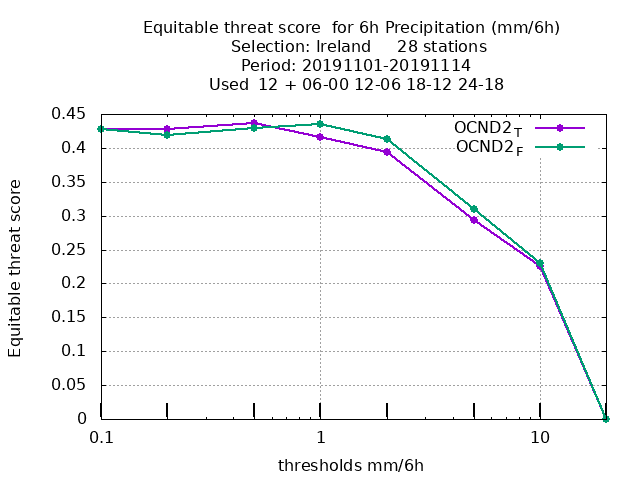 Equitable threat score  for 6h Precipitation (mm/6h)
Selection: Ireland     28 stations
Period: 20191101-20191114
Used  12 + 06-00 12-06 18-12 24-18
OCND2T
OCND2F
0.45
0.4
0.35
0.3
0.25
0.2
0.15
0.1
0.05
0
Equitable threat score
0.1 1 10
thresholds mm/6h